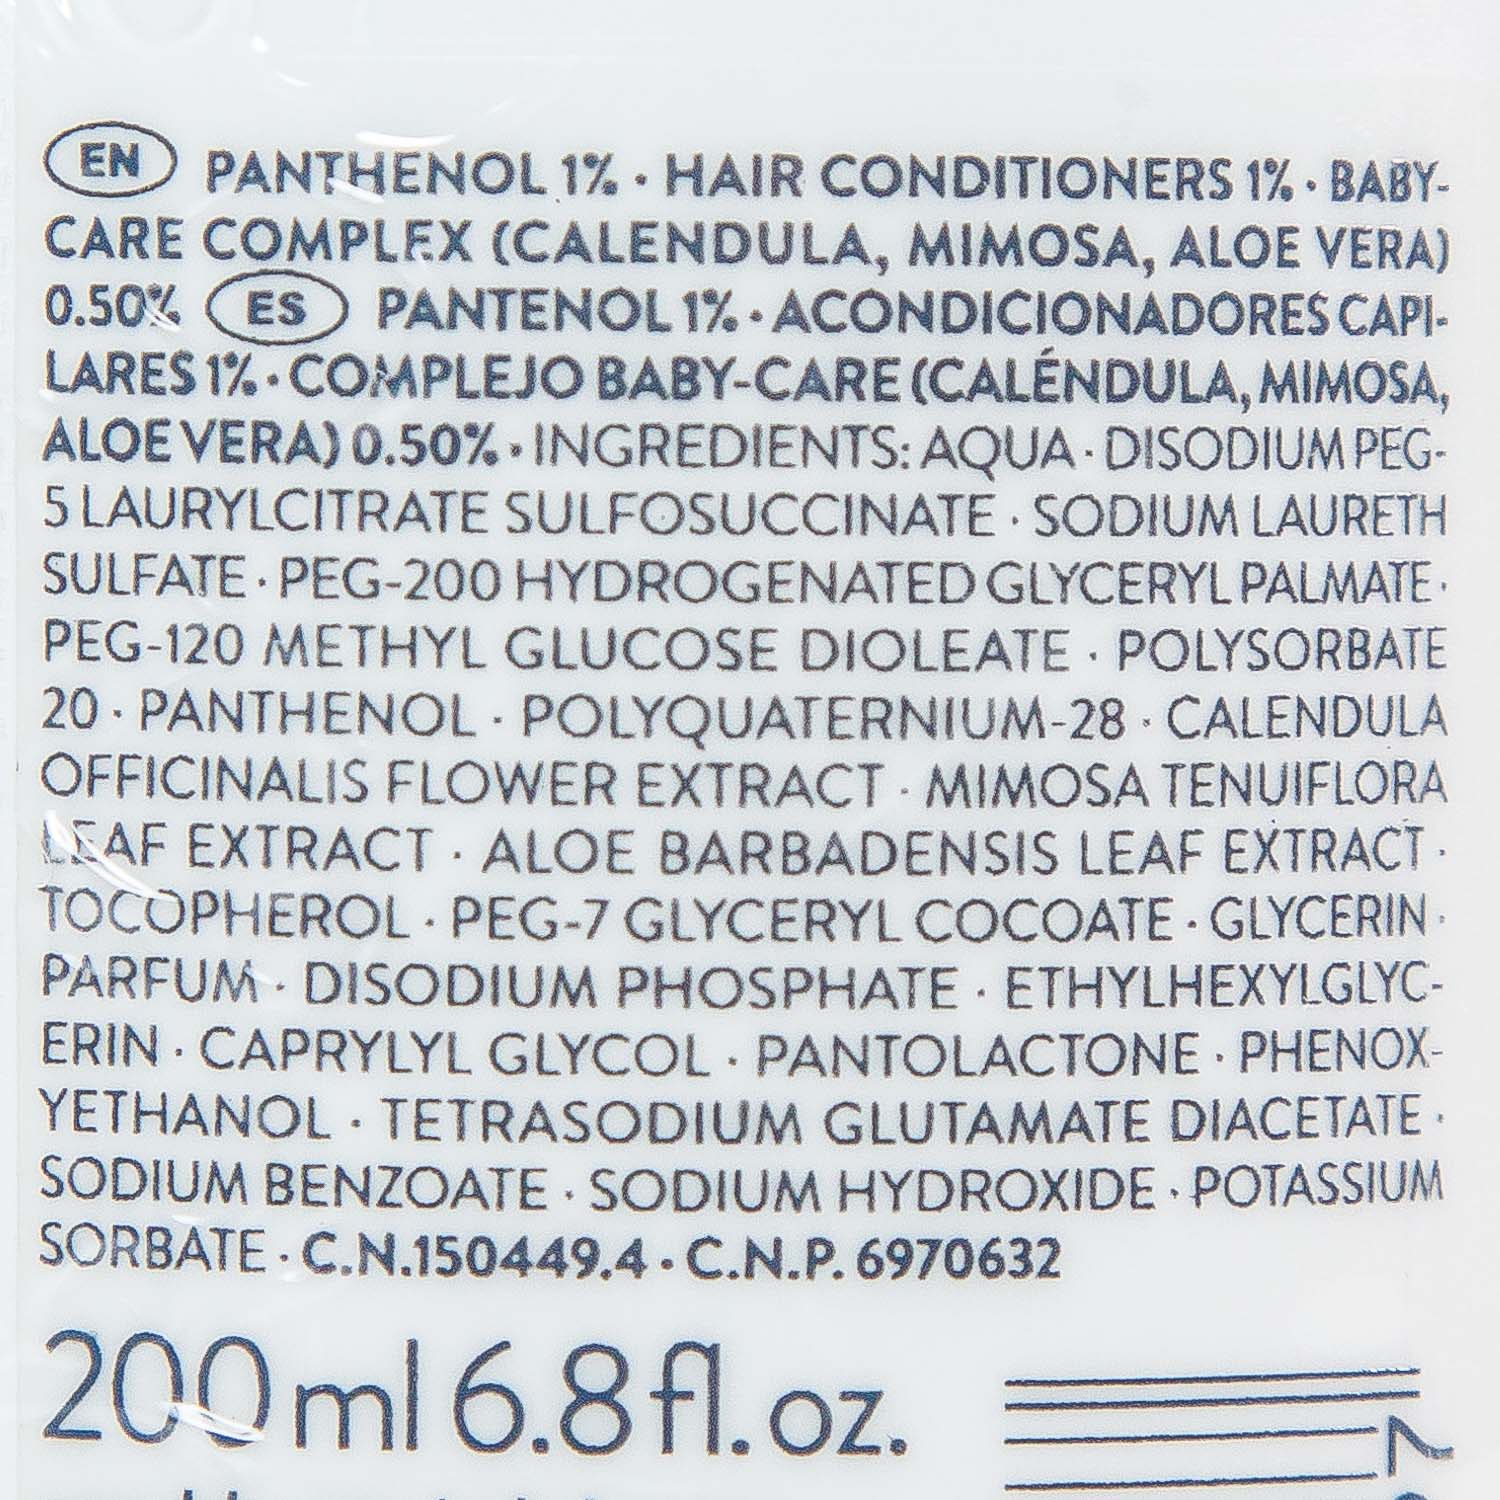 EN PANTHENOL 1% · HAIR CONDITIONERS 1% · BABY-
CARE COMPLEX (CALENDULA, MIMOSA, ALOE VERA)
0.50% ES PANTENOL 1% · ACONDICIONADORES CAPI-
LARES 1% · COMPLEJO BABY-CARE (CALÉNDULA, MIMOSA,
ALOE VERA) 0.50% · INGREDIENTS: AQUA · DISODIUM PEG-
5 LAURYLCITRATE SULFOSUCCINATE · SODIUM LAURETH
SULFATE · PEG-200 HYDROGENATED GLYCERYL PALMATE ·
PEG-120 METHYL GLUCOSE DIOLEATE · POLYSORBATE
20 · PANTHENOL · POLYQUATERNIUM-28 · CALENDULA
OFFICINALIS FLOWER EXTRACT · MIMOSA TENUIFLORA
LEAF EXTRACT · ALOE BARBADENSIS LEAF EXTRACT ·
TOCOPHEROL · PEG-7 GLYCERYL COCOATE · GLYCERIN ·
PARFUM · DISODIUM PHOSPHATE · ETHYLHEXYLGLYC-
ERIN · CAPRYLYL GLYCOL · PANTOLACTONE · PHENOX-
YETHANOL · TETRASODIUM GLUTAMATE DIACETATE ·
SODIUM BENZOATE · SODIUM HYDROXIDE · POTASSIUM
SORBATE · C.N.150449.4 · C.N.P. 6970632
200 ml 6.8 fl. oz.